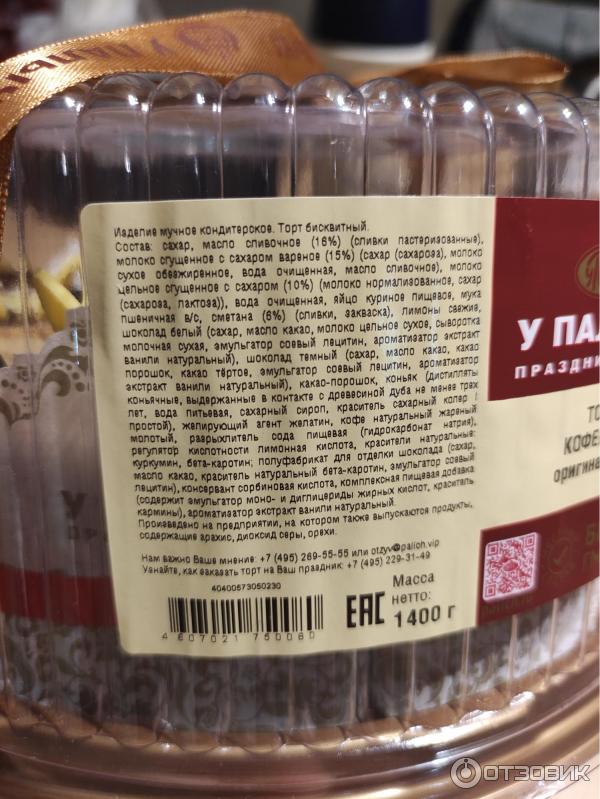 У ПАЛЫЧ
Изделие мучное кондитерское. Торт бисквитный.
Состав: сахар, масло сливочное (16%) (сливки пастеризованные),
молоко сгущенное с сахаром вареное (15%) (сахар (сахароза), молоко
сухое обезжиренное, вода очищенная, масло сливочное), молоко
цельное сгущенное с сахаром (10%) (молоко нормализованное, сахар
(сахароза, лактоза)), вода очищенная, яйцо куриное пищевое, мука
пшеничная в/с, сметана (6%) (сливки, закваска), лимоны свежие,
шоколад белый (сахар, масло какао, молоко цельное сухое, сыворотка
молочная сухая, эмульгатор соевый лецитин, ароматизатор экстракт
ванили натуральный), шоколад темный (сахар, масло какао, какао
порошок, какао тёртое, эмульгатор соевый лецитин, ароматизатор
экстракт ванили натуральный), какао-порошок, коньяк (дистилляты
коньячные, выдержанные в контакте с древесиной дуба не менее трех
лет, вода питьевая, сахарный сироп, краситель сахарный колер I
простой), желирующий агент желатин, кофе натуральный жареный
молотый, разрыхлитель сода пищевая (гидрокарбонат натрия),
регулятор кислотности лимонная кислота, красители натуральные:
куркумин, бета-каротин; полуфабрикат для отделки шоколада (сахар,
масло какао, краситель натуральный бета-каротин, эмульгатор соевый
лецитин), консервант сорбиновая кислота, комплексная пищевая добавка
(содержит эмульгатор моно- и диглицериды жирных кислот, краситель
кармины), ароматизатор экстракт ванили натуральный.
Произведено на предприятии, на котором также выпускаются продукты,
содержащие арахис, диоксид серы, орехи.
Нам важно Ваше мнение: +7 (495) 269-55-55 или otzyv@palich.vip
Узнайте, как заказать торт на Ваш праздник: +7 (495) 229-31-49
40400573050230
4 607021 750080
EAC
Масса
нетто:
1400 г
У ПАЛ
ПРАЗДНИ
ТО
КОФЕ
оригина
ОТЗОВИК